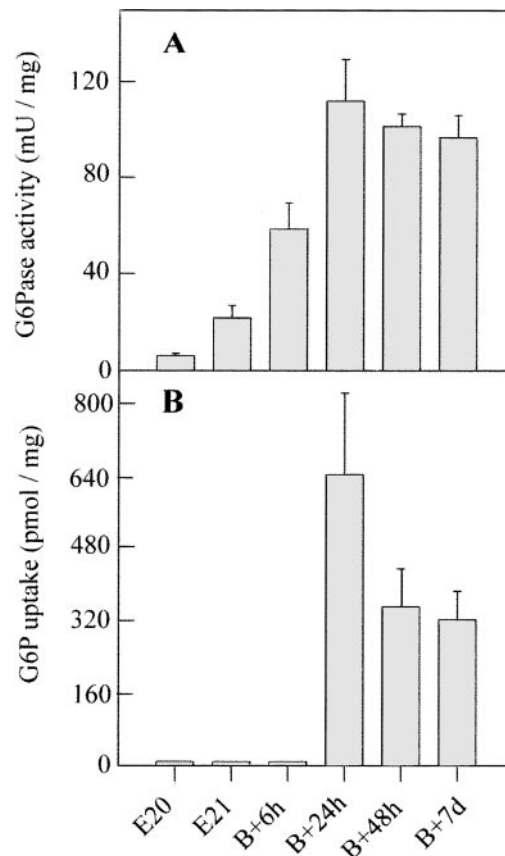 A
G6Pase activity (mU / mg)
120
80
40
0
B
G6P uptake (pmol / mg)
800
640
480
320
160
0
E20
E21
B+6h
B+24h
B+48h
B+7d